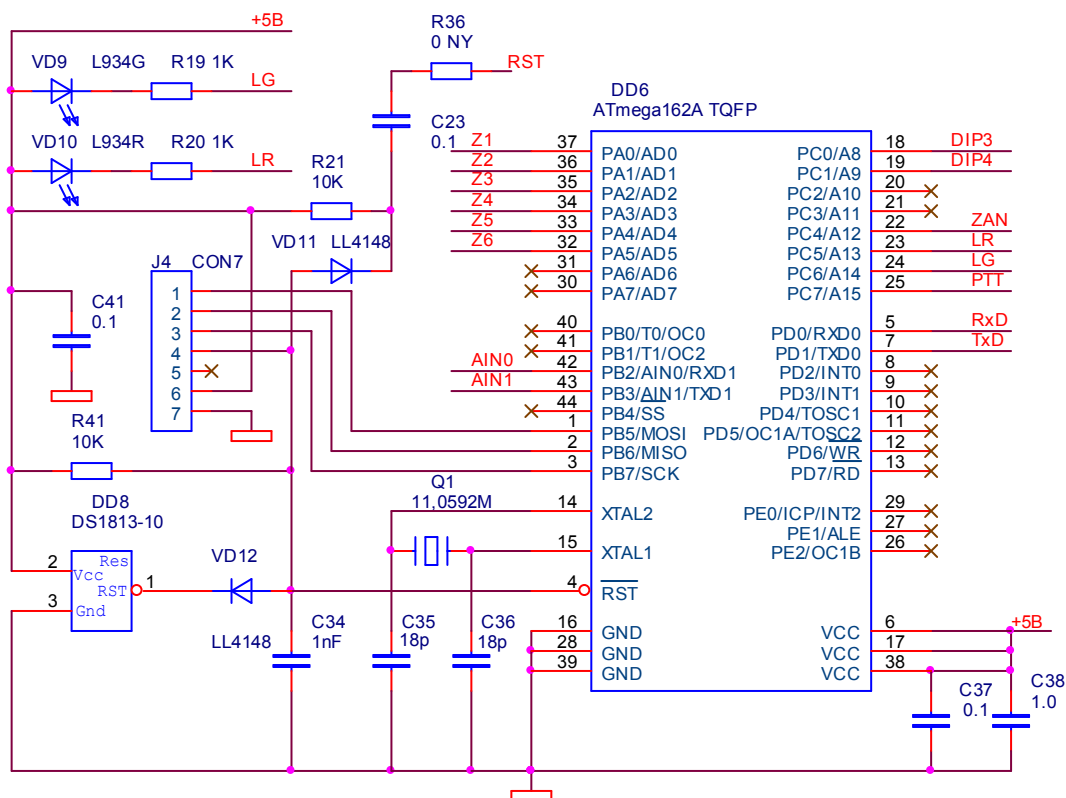 +5B
R36
0 NY
RST
VD9
L934G
R19 1K
LG
C23
0.1
VD10
L934R
R20 1K
LR
R21
10K
VD11
LL4148
J4
CON7
1
2
3
4
5
6
7
C41
0.1
R41
10K
DD8
DS1813-10
2
Vcc
Res
RST
1
3
Gnd
VD12
LL4148
C34
1nF
C35
18p
C36
18p
Q1
11,0592M
DD6
ATmega162A TQFP
Z1 37 PA0/AD0
Z2 36 PA1/AD1
Z3 35 PA2/AD2
Z4 34 PA3/AD3
Z5 33 PA4/AD4
Z6 32 PA5/AD5
31 PA6/AD6
30 PA7/AD7
40 PB0/T0/OC0
41 PB1/T1/OC2
AIN0 42 PB2/AIN0/RXD1
AIN1 43 PB3/AIN1/TXD1
44 PB4/SS
1 PB5/MOSI
2 PB6/MISO
3 PB7/SCK
14 XTAL2
15 XTAL1
4 RST
16 GND
28 GND
39 GND
PC0/A8 18 DIP3
PC1/A9 19 DIP4
PC2/A10 20
PC3/A11 21
PC4/A12 22 ZAN
PC5/A13 23 LR
PC6/A14 24 LG
PC7/A15 25 PTT
PD0/RXD0 5 RxD
PD1/TXD0 7 TxD
PD2/INT0 8
PD3/INT1 9
PD4/TOSC1 10
PD5/OC1A/TOSC2 11
PD6/WR 12
PD7/RD 13
PE0/ICP/INT2 29
PE1/ALE 27
PE2/OC1B 26
VCC 6 +5B
VCC 17
VCC 38
C37
0.1
C38
1.0